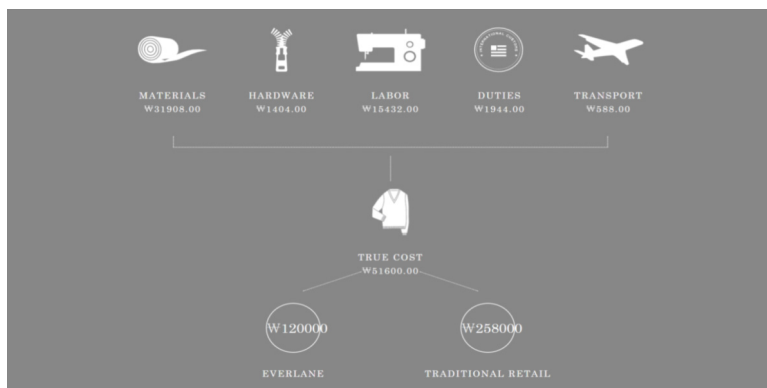 MATERIALS
₩31908.00
HARDWARE
₩1404.00
LABOR
₩15432.00
DUTIES
₩1944.00
TRANSPORT
₩588.00
TRUE COST
₩51600.00
₩120000
EVERLANE
₩258000
TRADITIONAL RETAIL